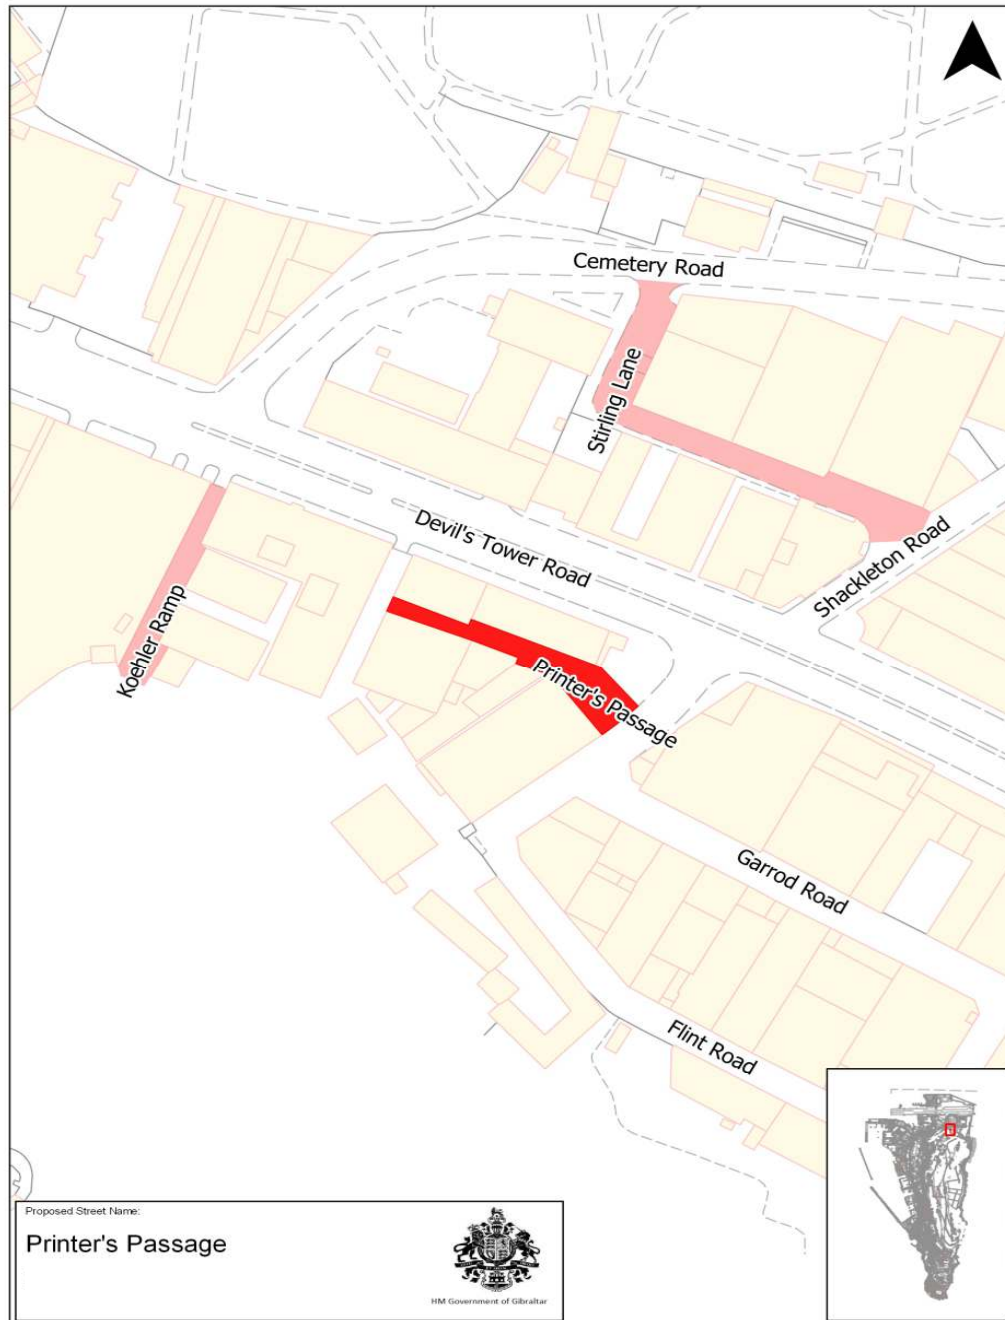 Cemetery Road
Stirling Lane
Devil's Tower Road
Shackleton Road
Koehler Ramp
Printer's Passage
Garrod Road
Flint Road
Proposed Street Name:
Printer's Passage
HM Government of Gibraltar